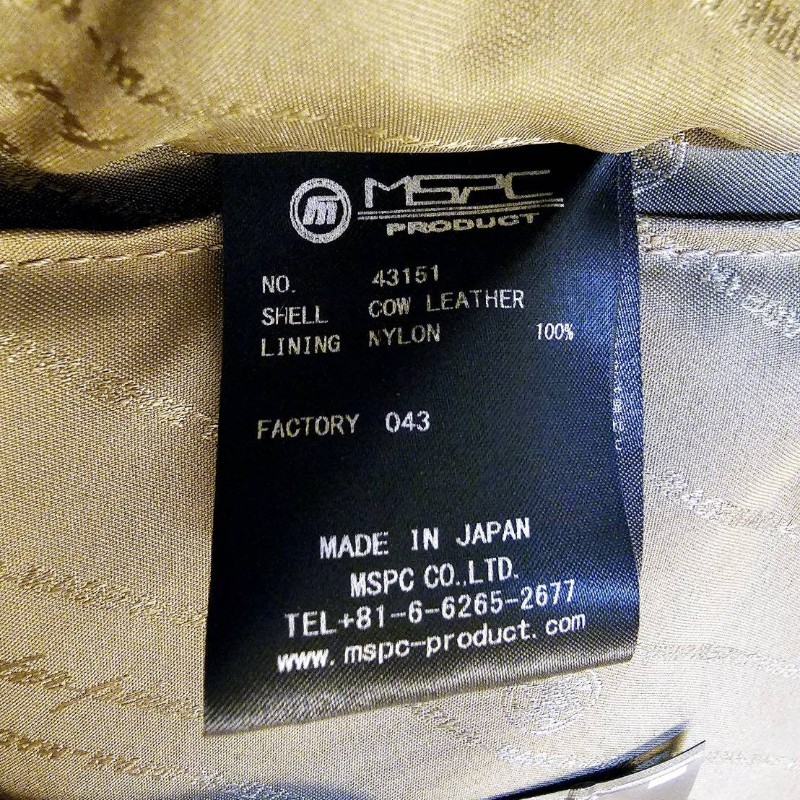 m MSPC
PRODUCT
NO. 43151
SHELL COW LEATHER
LINING NYLON 100%
FACTORY 043
MADE IN JAPAN
MSPC CO.,LTD.
TEL+81-6-6265-2677
www.mspc-product.com